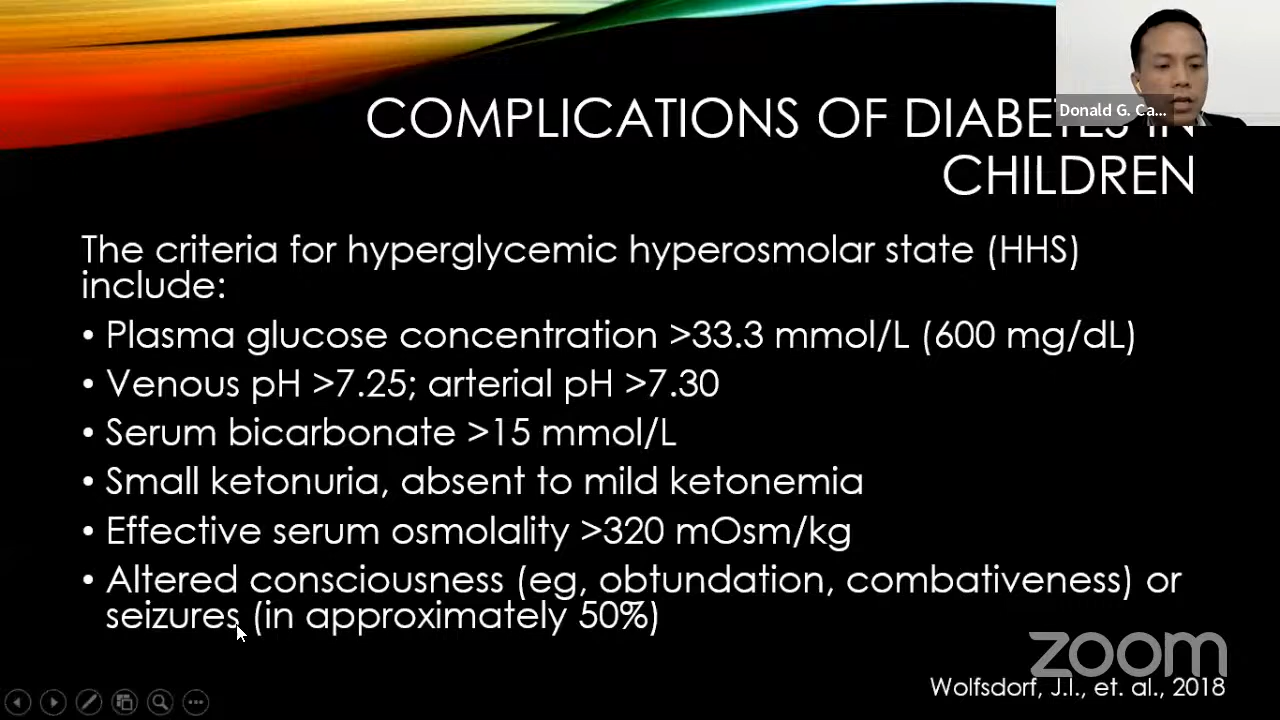 COMPLICATIONS OF DIABETES IN
CHILDREN
Donald G. Ca...
The criteria for hyperglycemic hyperosmolar state (HHS)
include:
• Plasma glucose concentration >33.3 mmol/L (600 mg/dL)
• Venous pH >7.25; arterial pH >7.30
• Serum bicarbonate >15 mmol/L
• Small ketonuria, absent to mild ketonemia
• Effective serum osmolality >320 mOsm/kg
• Altered consciousness (eg, obtundation, combativeness) or
seizures (in approximately 50%)
zoom
Wolfsdorf, J.I., et. al., 2018